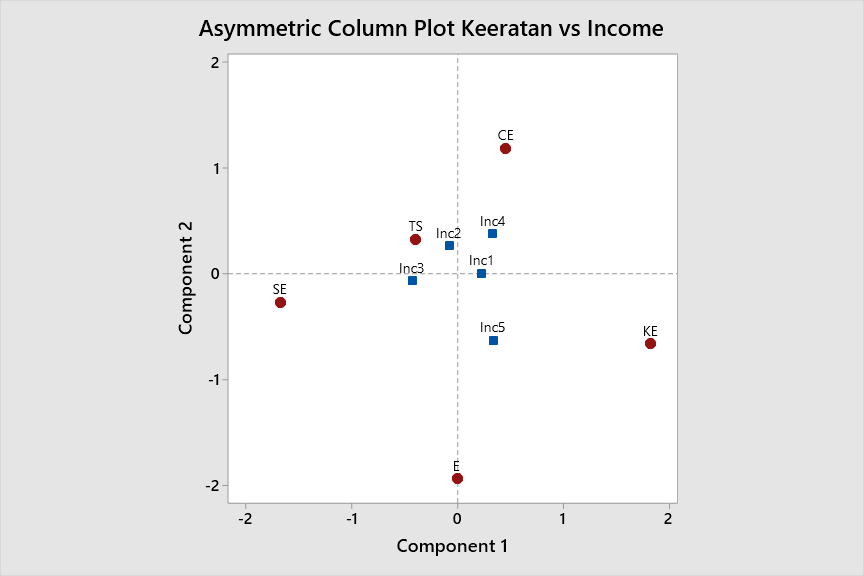 Asymmetric Column Plot Keeratan vs Income
2
CE
1
TS
Inc4
Inc2
Inc1
0
Inc3
SE
Inc5
KE
-1
E
-2
-2 -1 0 1 2
Component 1
Component 2